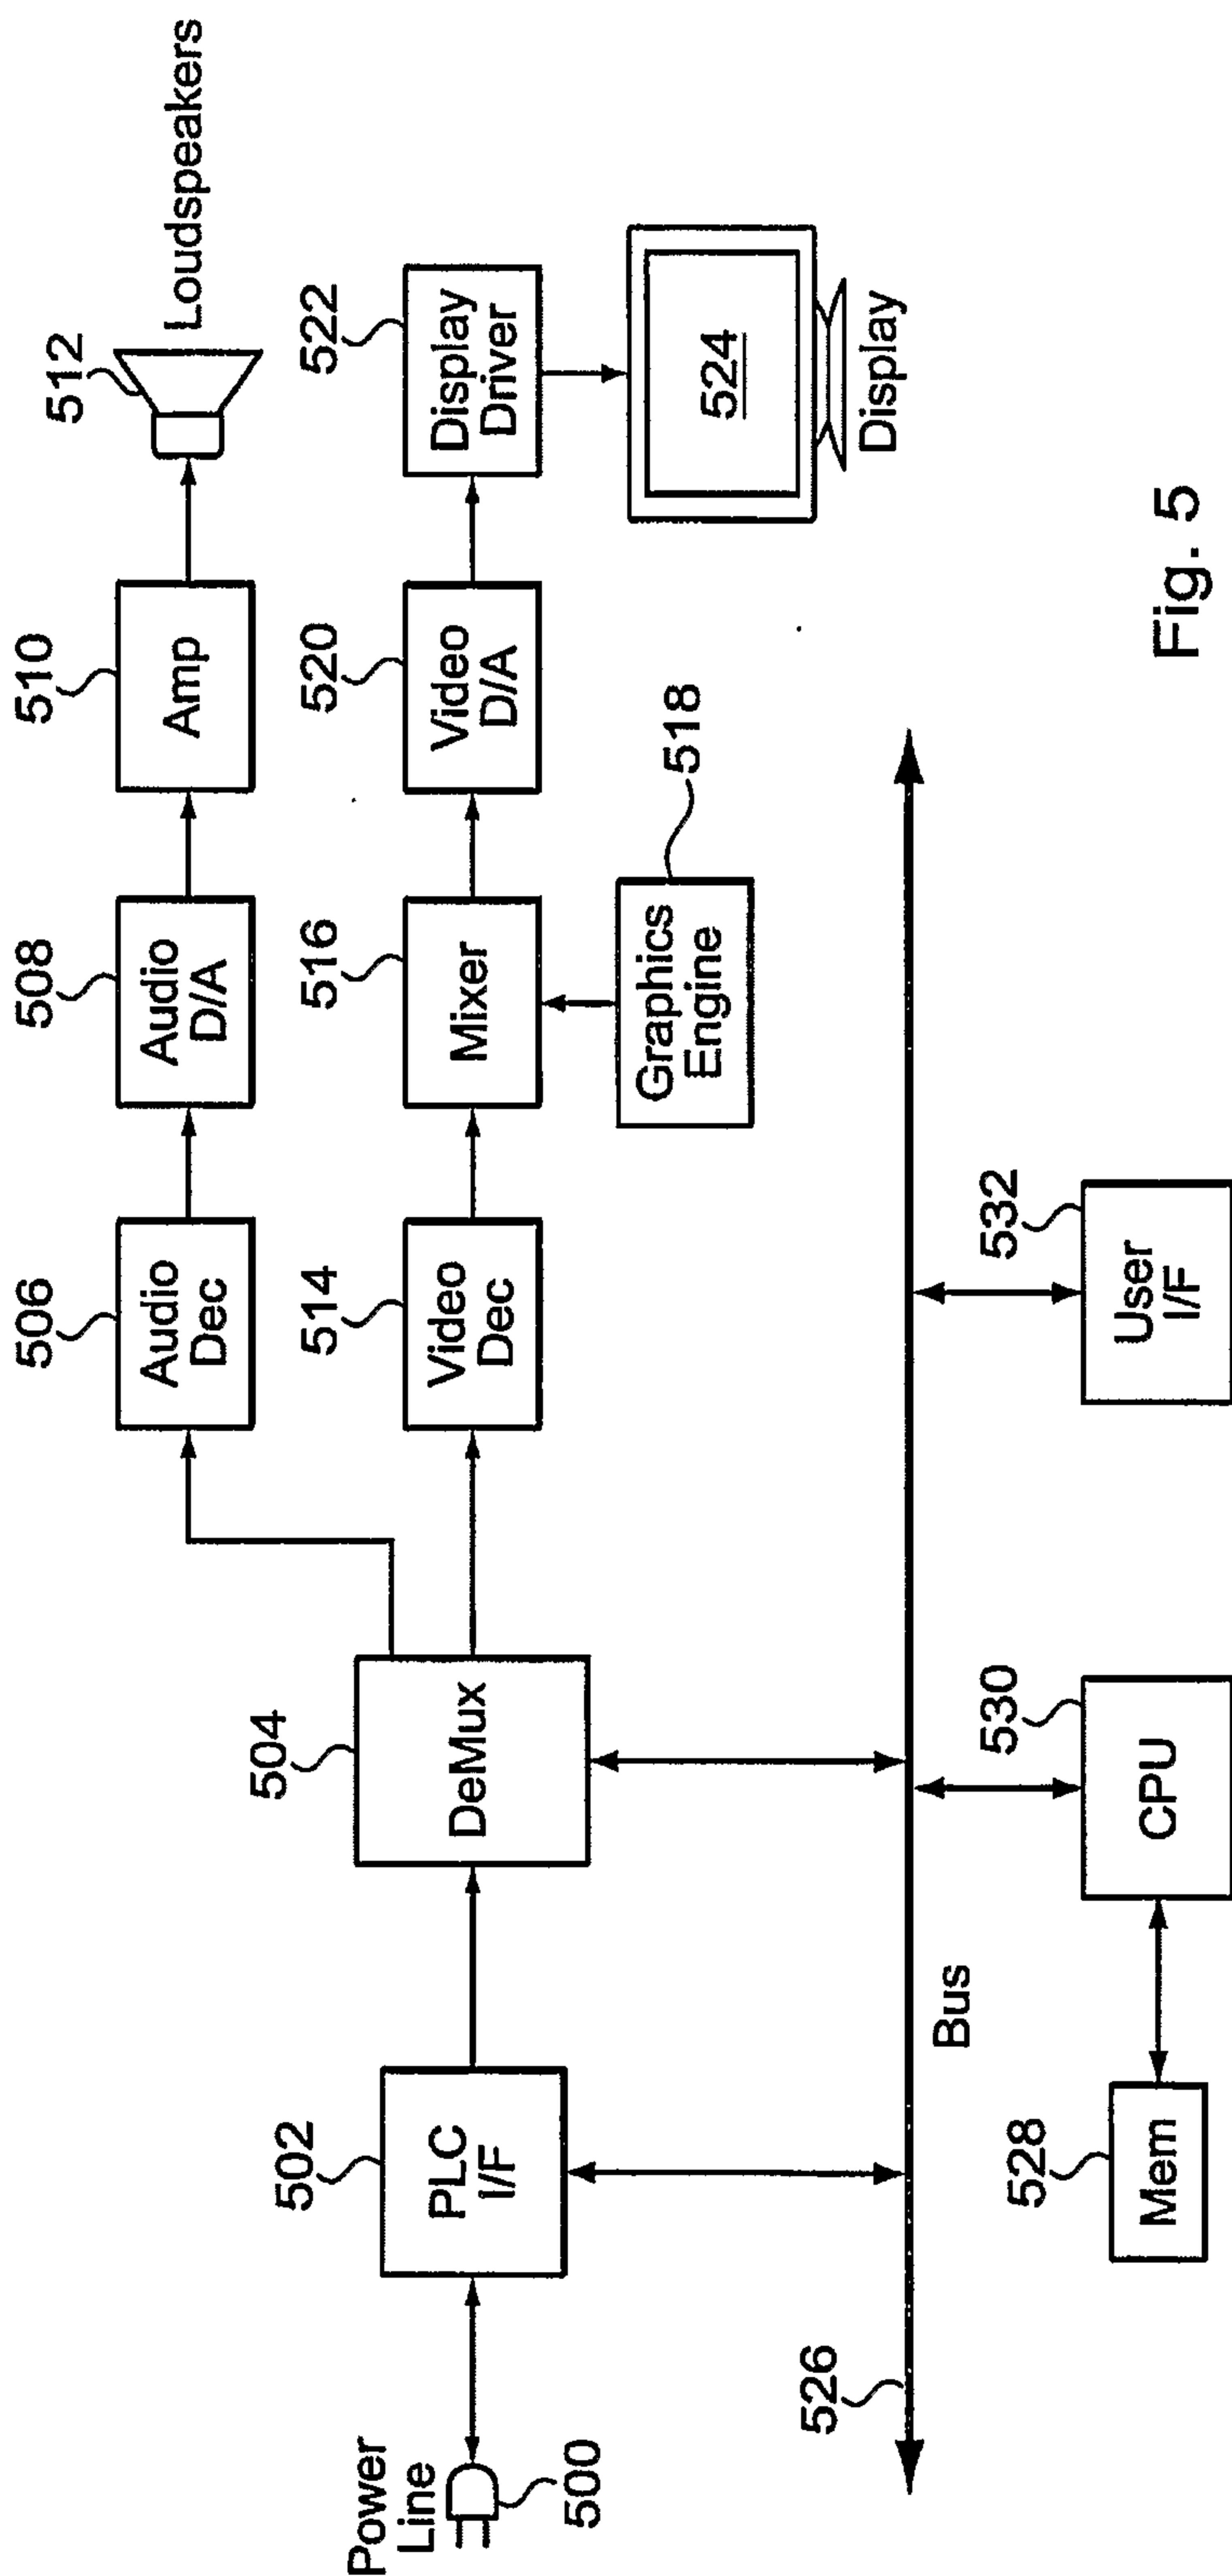 Loudspeakers
512
510
Amp
508
Audio
D/A
506
Audio
Dec
522
Display
Driver
520
Video
D/A
516
Mixer
514
Video
Dec
504
DeMux
502
PLC
I/F
Power
Line
500
524
Display
518
Graphics
Engine
526
Bus
528
Mem
530
CPU
532
User
I/F
Fig. 5